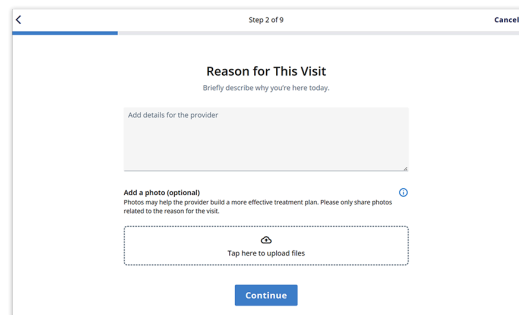 Step 2 of 9
Cancel
Reason for This Visit
Briefly describe why you're here today.
Add details for the provider
Add a photo (optional)
Photos may help the provider build a more effective treatment plan. Please only share photos
related to the reason for the visit.
Tap here to upload files
Continue